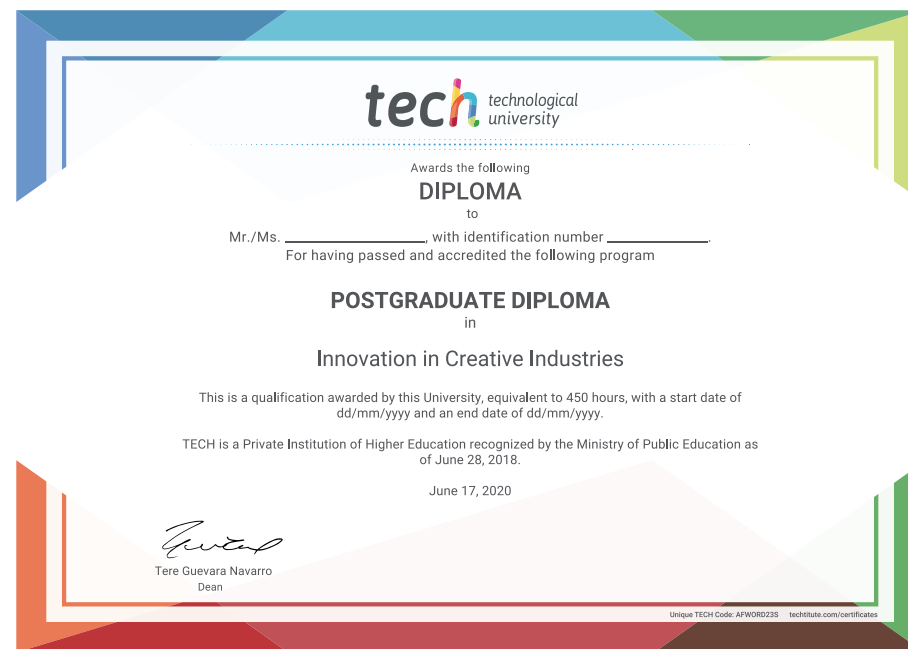 tech technological
university
Awards the following
DIPLOMA
to
Mr./Ms. ____________________, with identification number ______________.
For having passed and accredited the following program
POSTGRADUATE DIPLOMA
in
Innovation in Creative Industries
This is a qualification awarded by this University, equivalent to 450 hours, with a start date of
dd/mm/yyyy and an end date of dd/mm/yyyy.
TECH is a Private Institution of Higher Education recognized by the Ministry of Public Education as
of June 28, 2018.
June 17, 2020
Tere Guevara Navarro
Dean
Unique TECH Code: AFWORD23S techtitute.com/certificates